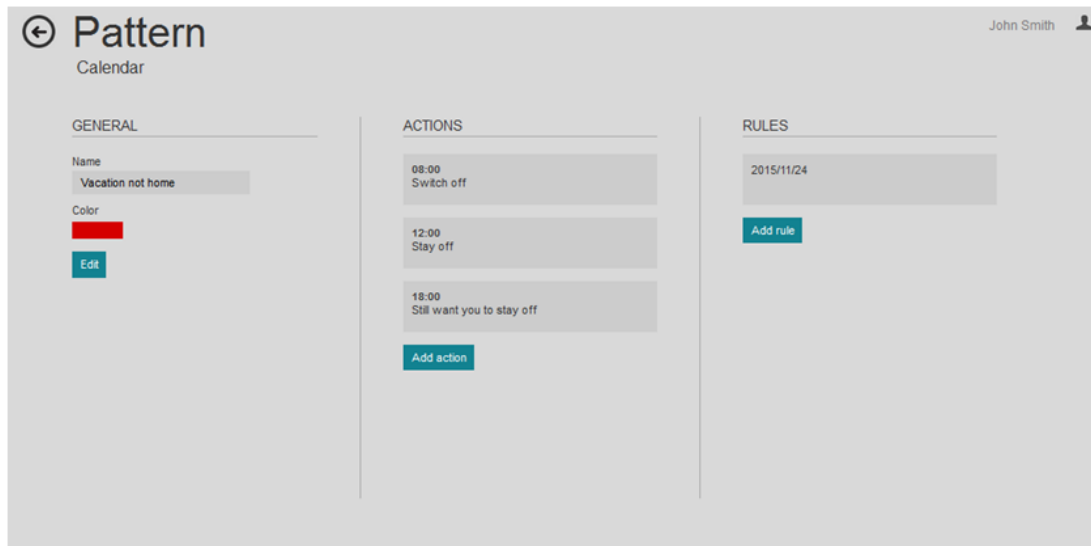 Pattern
John Smith
Calendar
GENERAL
Name
Vacation not home
Color
Edit
ACTIONS
08:00
Switch off
12:00
Stay off
18:00
Still want you to stay off
Add action
RULES
2015/11/24
Add rule